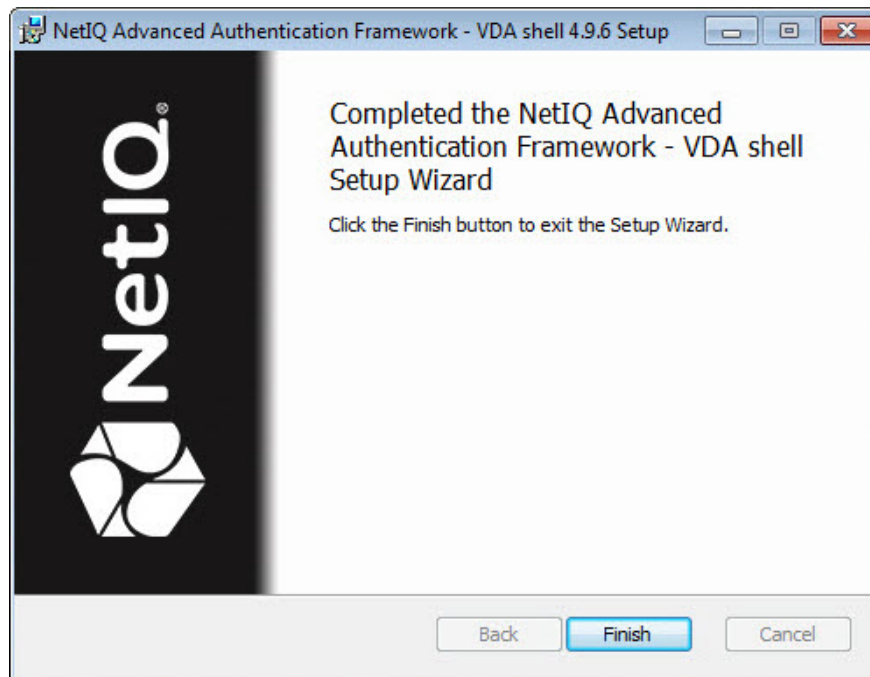 NetIQ Advanced Authentication Framework - VDA shell 4.9.6 Setup
NetIQ®
Completed the NetIQ Advanced
Authentication Framework - VDA shell
Setup Wizard
Click the Finish button to exit the Setup Wizard.
Back
Finish
Cancel